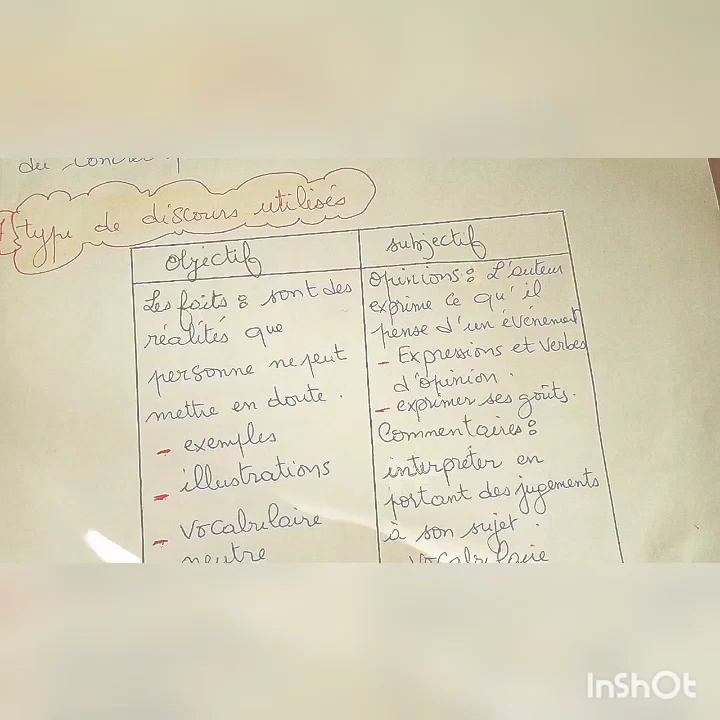 type de discours utilisés
objectif
subjectif
Les faits : sont des
réalités que
personne ne peut
mettre en doute.
- exemples
- illustrations
- vocabulaire
neutre
Opinions : L'auteur
exprime ce qu'il
pense d'un événement
- Expressions et verbes
d'opinion.
- exprimer ses goûts.
Commentaires :
interpréter en
portant des jugements
à son sujet.
vocabulaire
InShOt